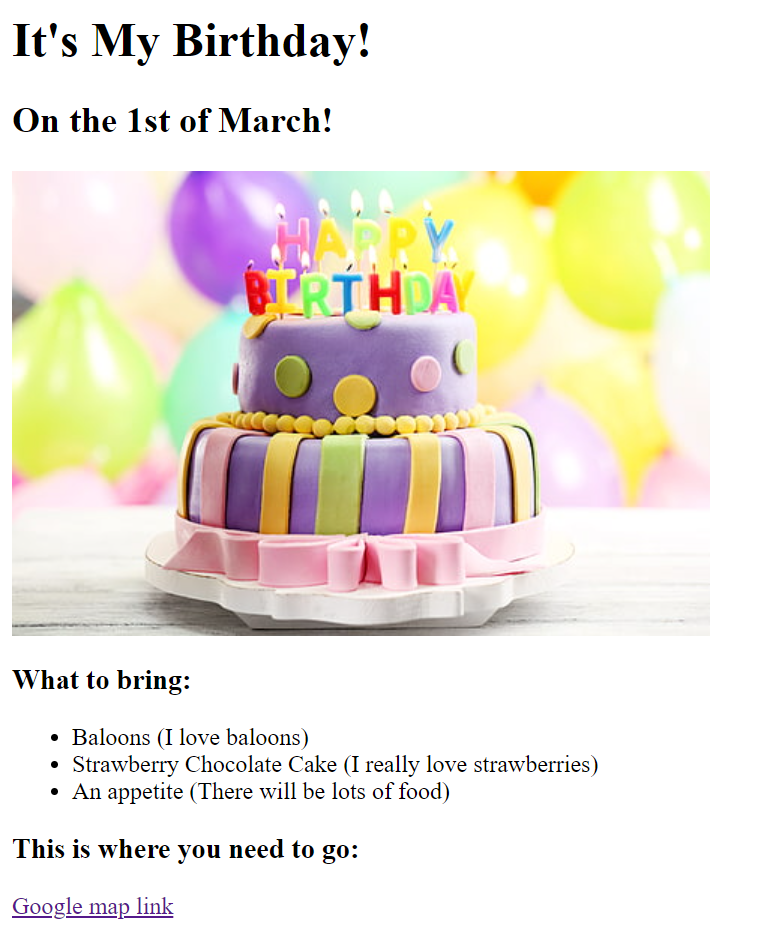 It's My Birthday!
On the 1st of March!
HAPPY
BIRTHDAY
What to bring:
Baloons (I love baloons)
Strawberry Chocolate Cake (I really love strawberries)
An appetite (There will be lots of food)
This is where you need to go:
Google map link